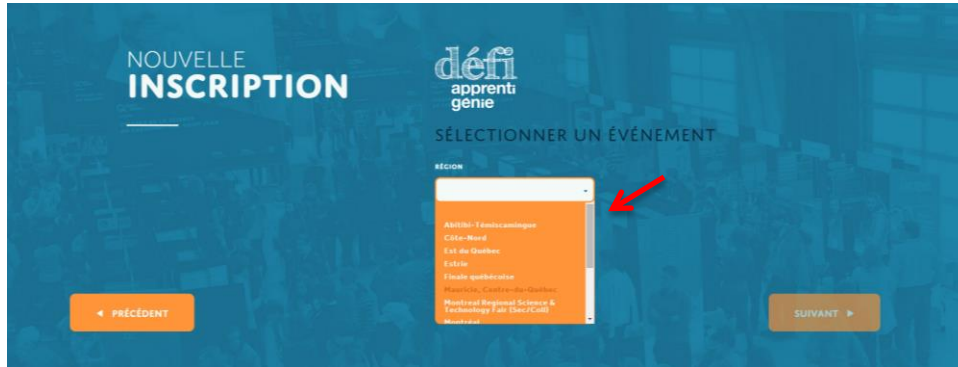 NOUVELLE
INSCRIPTION
défi
apprenti
génie
SÉLECTIONNER UN ÉVÉNEMENT
RÉGION
Abitibi-Témiscamingue
Côte-Nord
Est du Québec
Estrie
Finale québécoise
Mauricie, Centre-du-Québec
Montreal Regional Science &
Technology Fair (Sec/Coll)
Montréal
◄ PRÉCÉDENT
SUIVANT ►